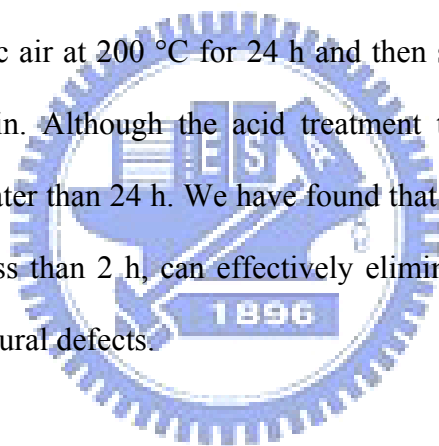 c air at 200 °C for 24 h and then s
in. Although the acid treatment t
ater than 24 h. We have found that
ss than 2 h, can effectively elimin
ural defects.
E S A
1896